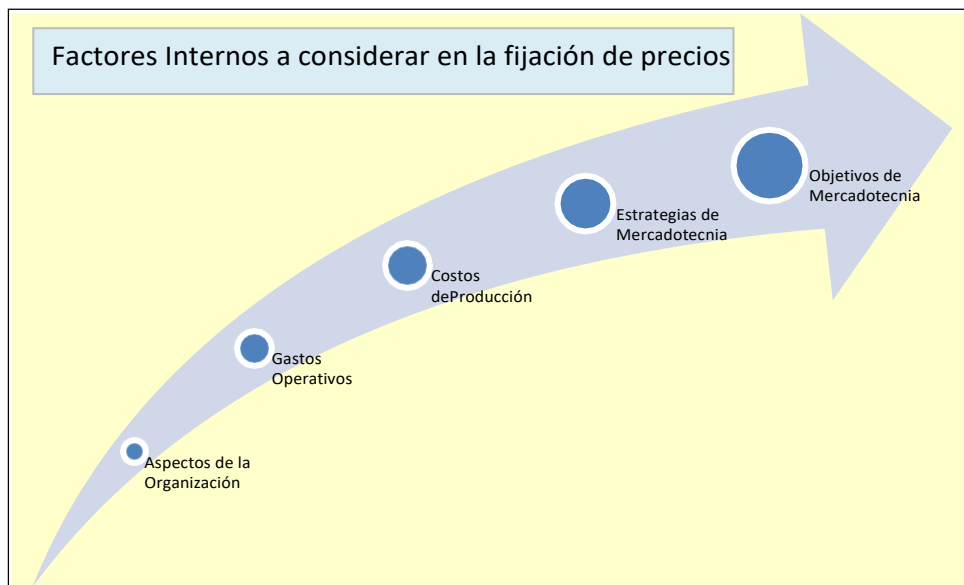 Factores Internos a considerar en la fijación de precios
Objetivos de
Mercadotecnia
Estrategias de
Mercadotecnia
Costos
deProducción
Gastos
Operativos
Aspectos de la
Organización